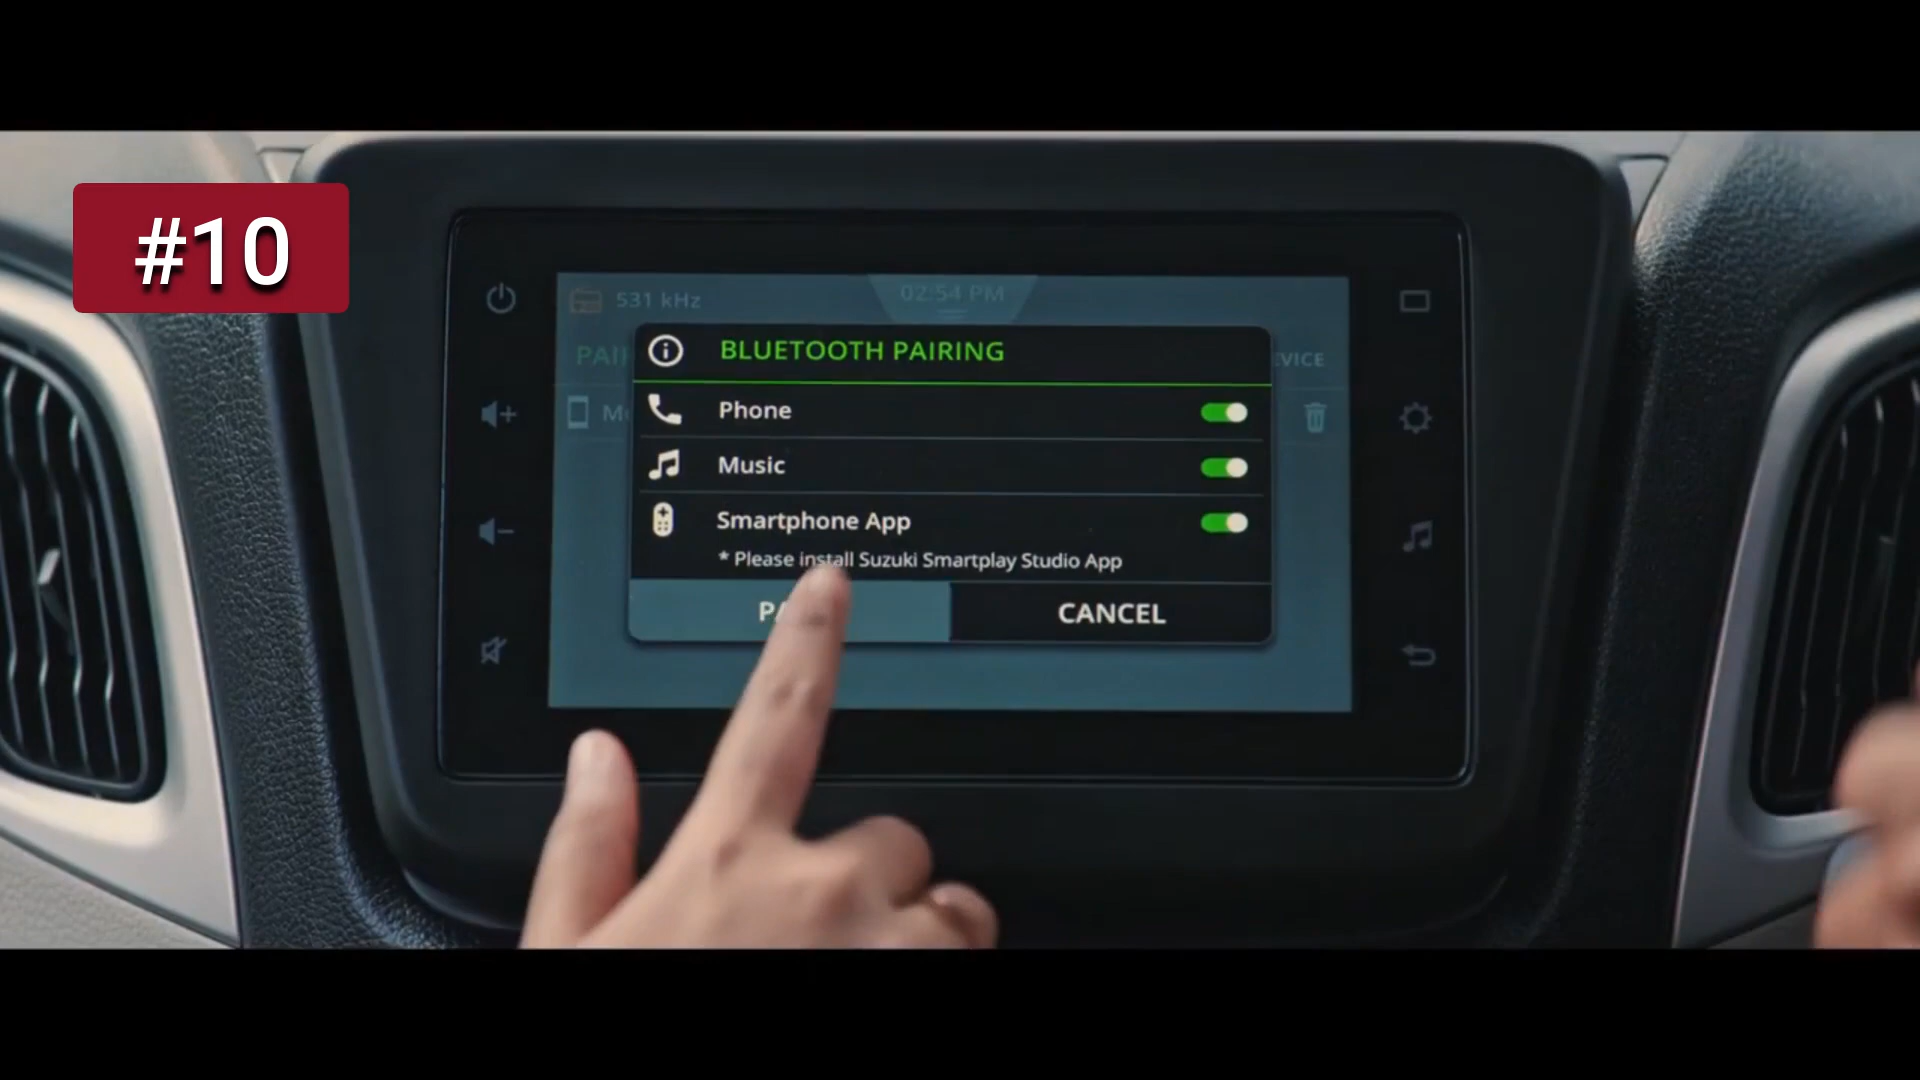 #10
531 kHz
02:54 PM
BLUETOOTH PAIRING
Phone
Music
Smartphone App
* Please install Suzuki Smartplay Studio App
CANCEL